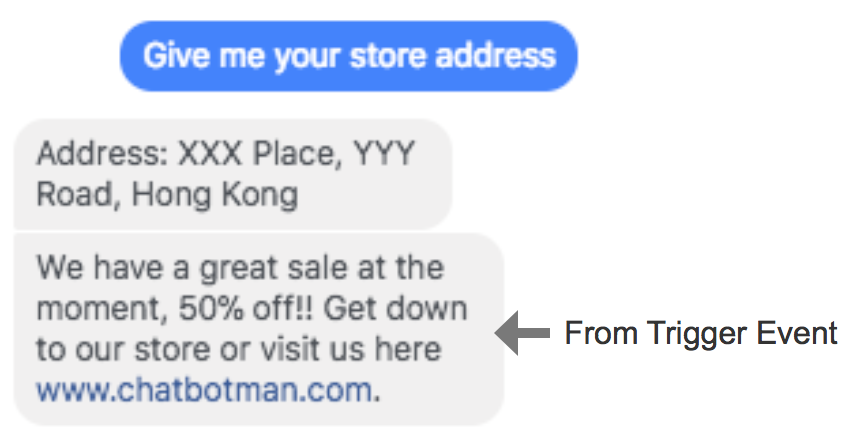 Give me your store address
Address: XXX Place, YYY
Road, Hong Kong
We have a great sale at the
moment, 50% off!! Get down
to our store or visit us here
www.chatbotman.com.
From Trigger Event